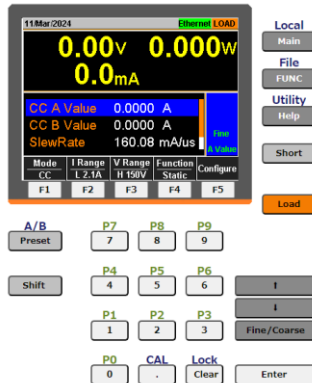 11/Mar/2024 Ethernet LOAD
0.00V 0.000W
0.0mA
CC A Value 0.0000 A
CC B Value 0.0000 A
SlewRate 160.08 mA/us
Fine
A Value
Mode I Range V Range Function Configure
CC L 2.1A H 150V Static
F1 F2 F3 F4 F5
Local
Main
File
FUNC
Utility
Help
Short
Load
A/B P7 P8 P9
Preset 7 8 9
P4 P5 P6
Shift 4 5 6 ↑
P1 P2 P3 ↓
1 2 3 Fine/Coarse
P0 CAL Lock
0 . Clear Enter